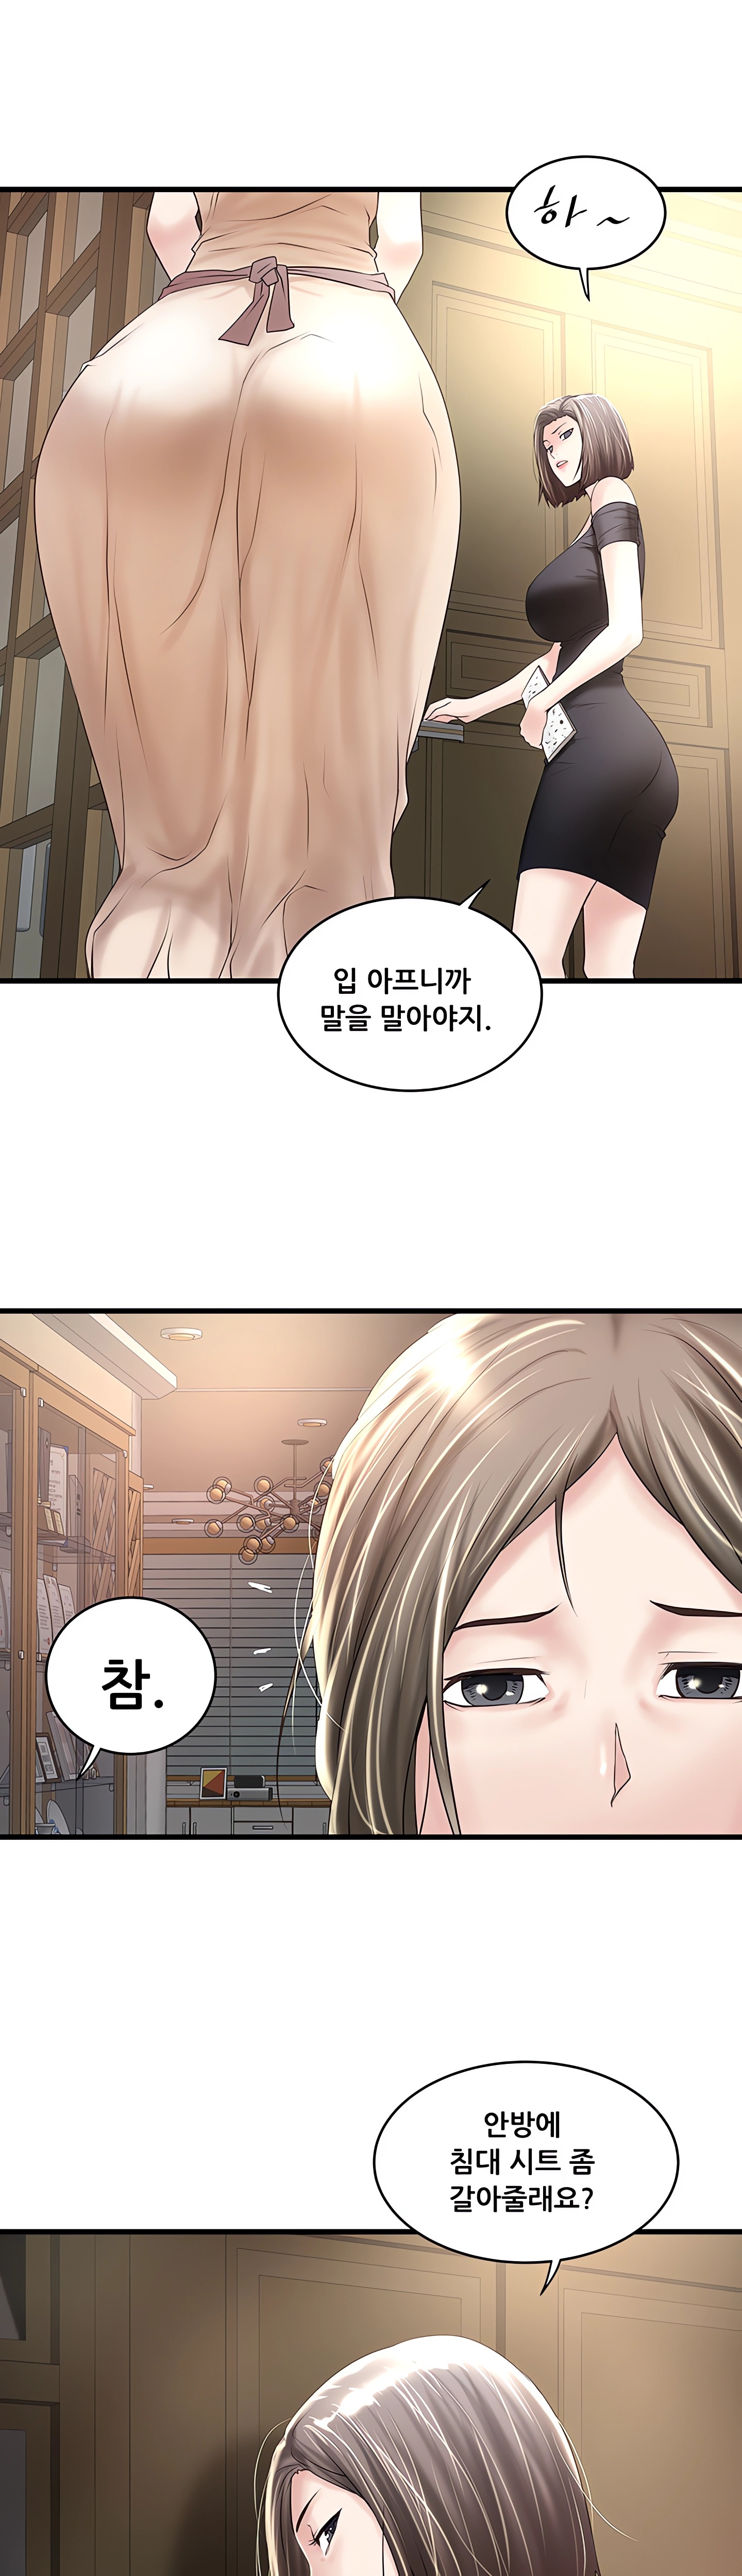 하~
입 아프니까
말을 말아야지.
참.
안방에
침대 시트 좀
갈아줄래요?